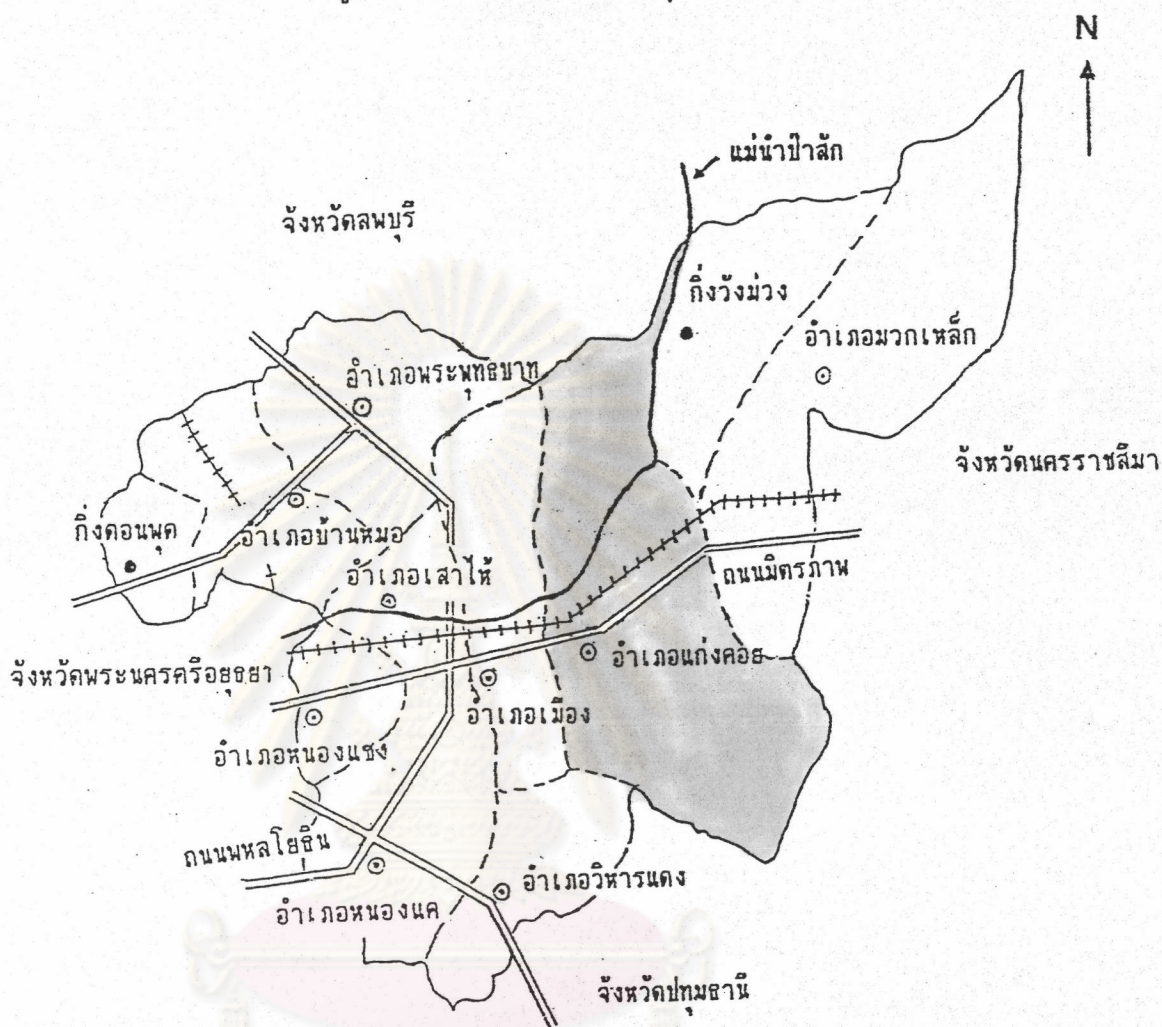 N
แม่น้ำป่าสัก
จังหวัดลพบุรี
กิ่งวังม่วง
อำเภอมวกเหล็ก
อำเภอพระพุทธบาท
จังหวัดนครราชสีมา
กิ่งดอนพุด
อำเภอบ้านหมอ
อำเภอเสาไห้
ถนนมิตรภาพ
อำเภอแก่งคอย
จังหวัดพระนครศรีอยุธยา
อำเภอเมือง
อำเภอหนองแซง
ถนนพหลโยธิน
อำเภอวิหารแดง
อำเภอหนองแค
จังหวัดปทุมธานี